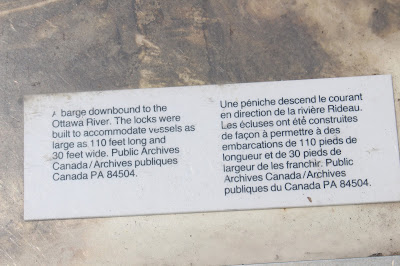 A barge downbound to the
Ottawa River. The locks were
built to accommodate vessels as
large as 110 feet long and
30 feet wide. Public Archives
Canada/Archives publiques
Canada PA 84504.
Une péniche descend le courant
en direction de la rivière Rideau.
Les écluses ont été construites
de façon à permettre à des
embarcations de 110 pieds de
longueur et de 30 pieds de
largeur de les franchir. Public
Archives Canada/Archives
publiques du Canada PA 84504.